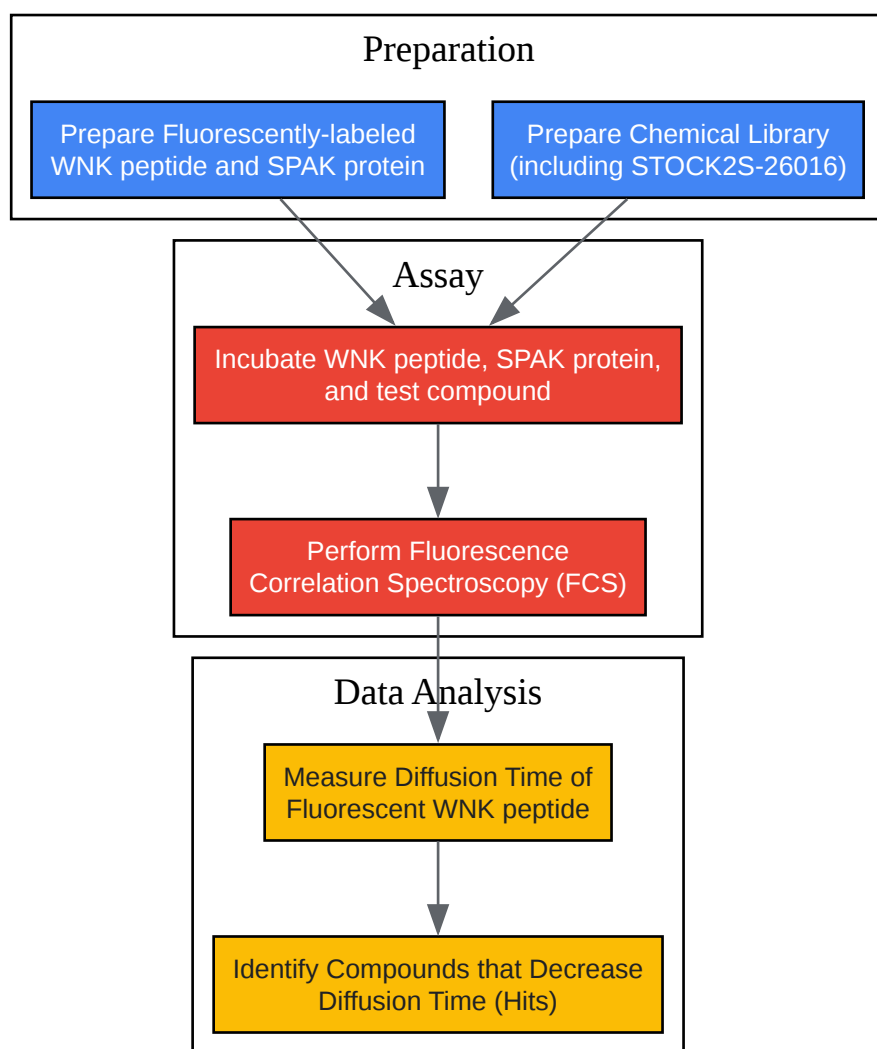 Preparation
Prepare Fluorescently-labeled
WNK peptide and SPAK protein
Prepare Chemical Library
(including STOCK2S-26016)
Assay
Incubate WNK peptide, SPAK protein,
and test compound
Perform Fluorescence
Correlation Spectroscopy (FCS)
Data Analysis
Measure Diffusion Time of
Fluorescent WNK peptide
Identify Compounds that Decrease
Diffusion Time (Hits)